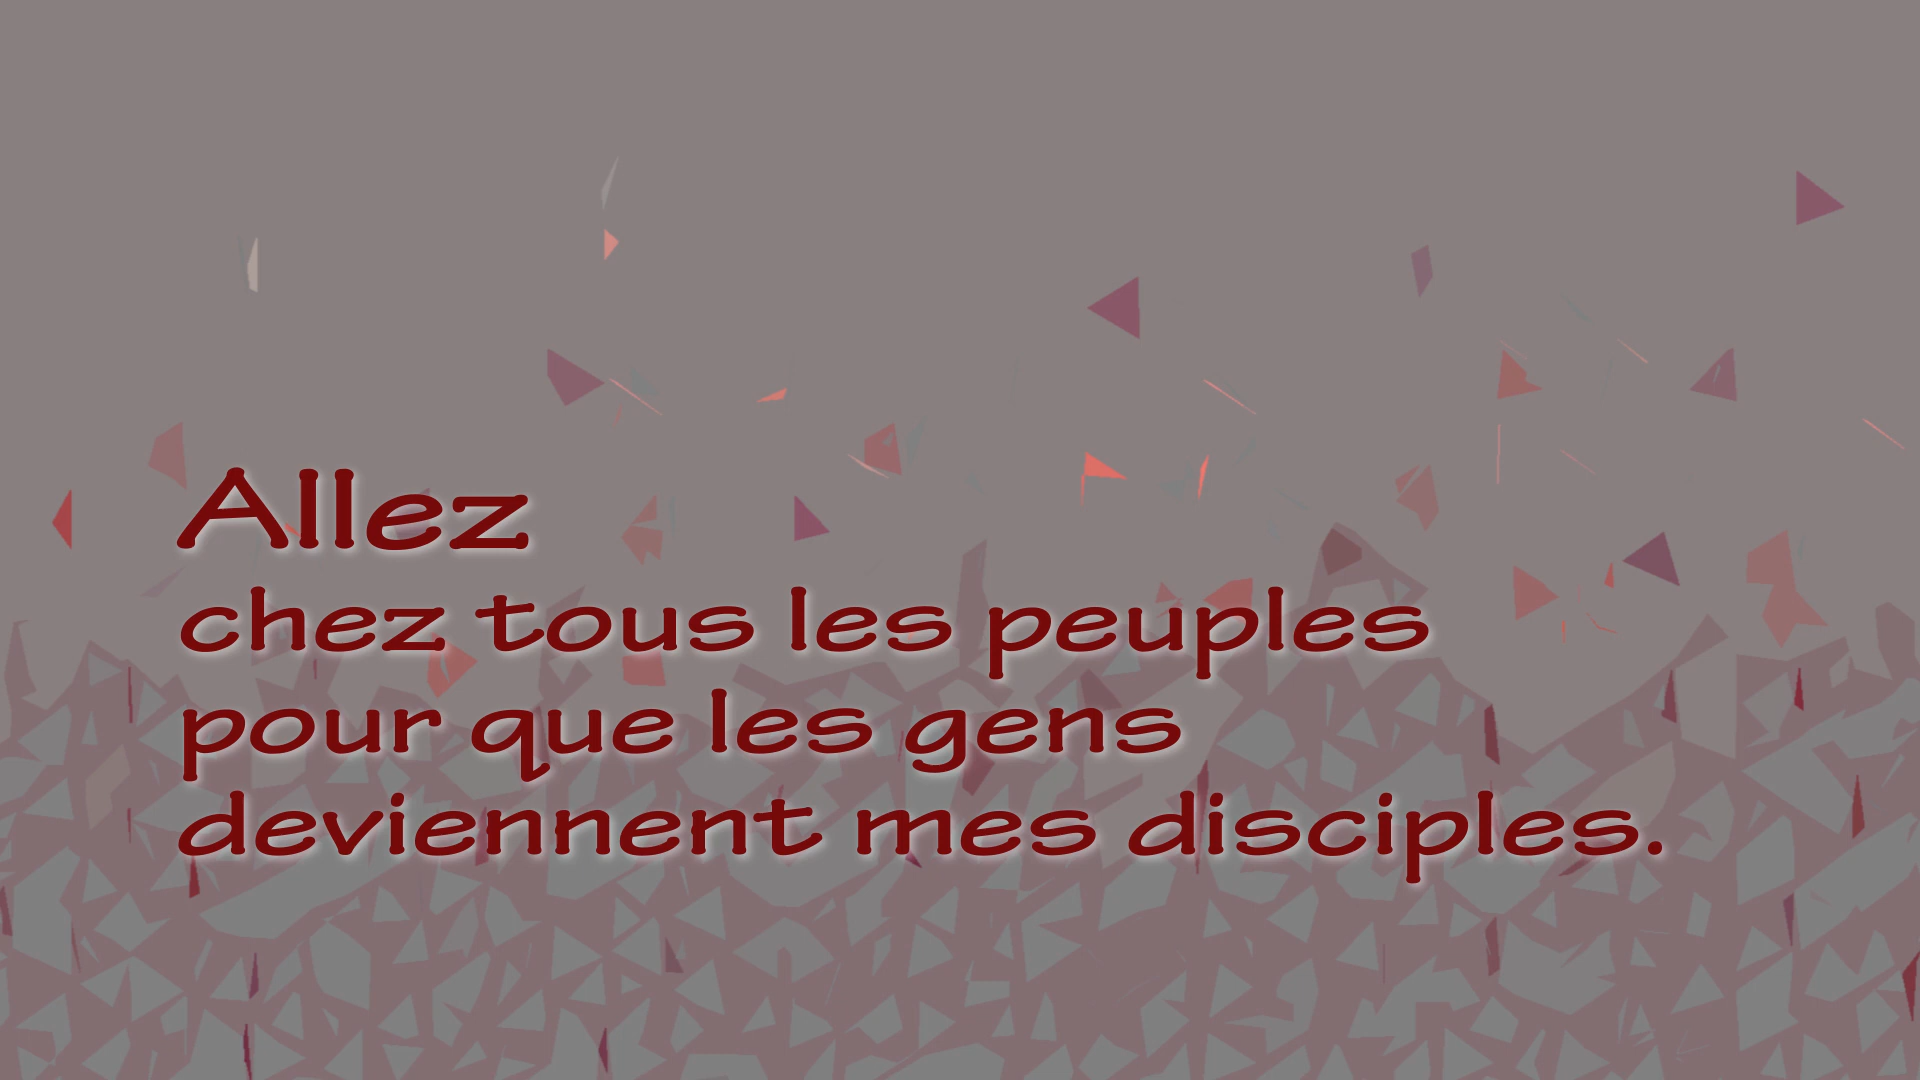 Allez
chez tous les peuples
pour que les gens
deviennent mes disciples.